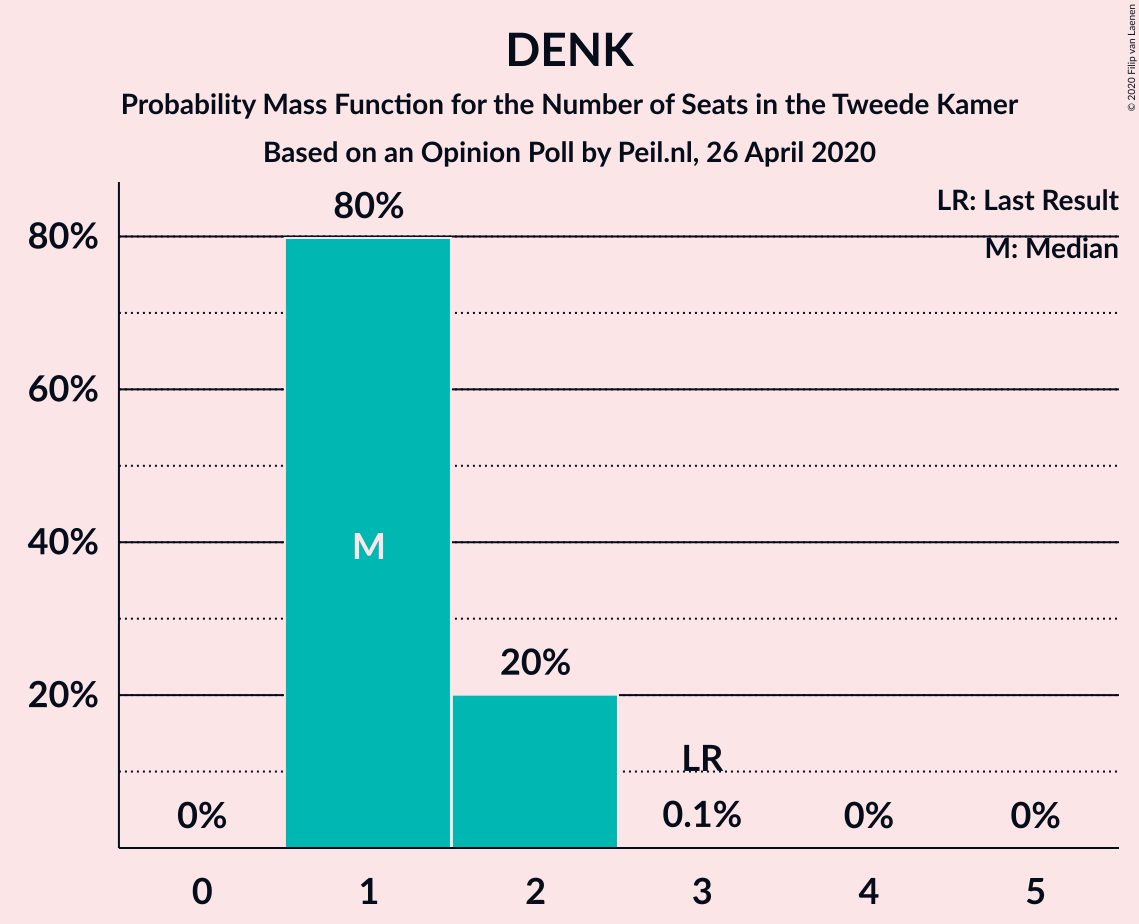 DENK
Probability Mass Function for the Number of Seats in the Tweede Kamer
Based on an Opinion Poll by Peil.nl, 26 April 2020
© 2020 Filip van Laenen
LR: Last Result
M: Median
80%
60%
40%
20%
0%
80%
M
20%
LR
0.1%
0%
0%
0 1 2 3 4 5